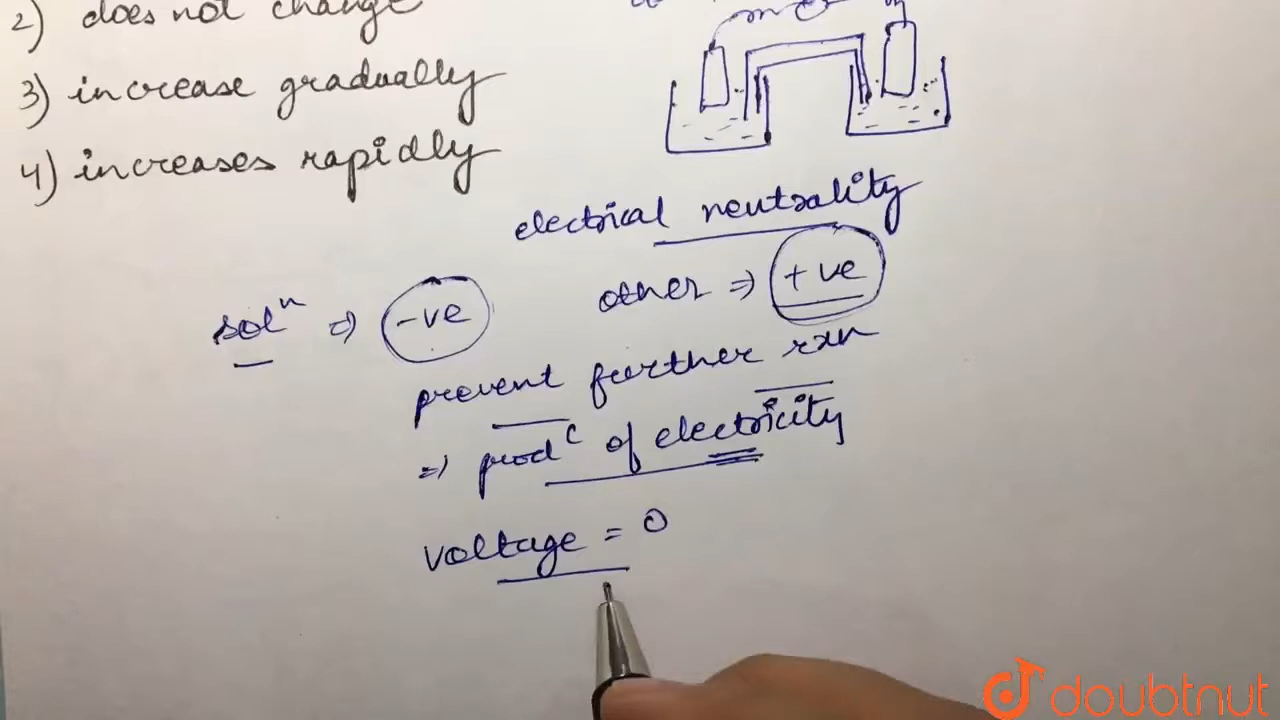 2) does not change
3) increase gradually
4) increases rapidly
electrical neutrality
solⁿ ⇒ -ve other ⇒ +ve
prevent further rxn
⇒ prodᶜ of electricity
voltage = 0
doubtnut